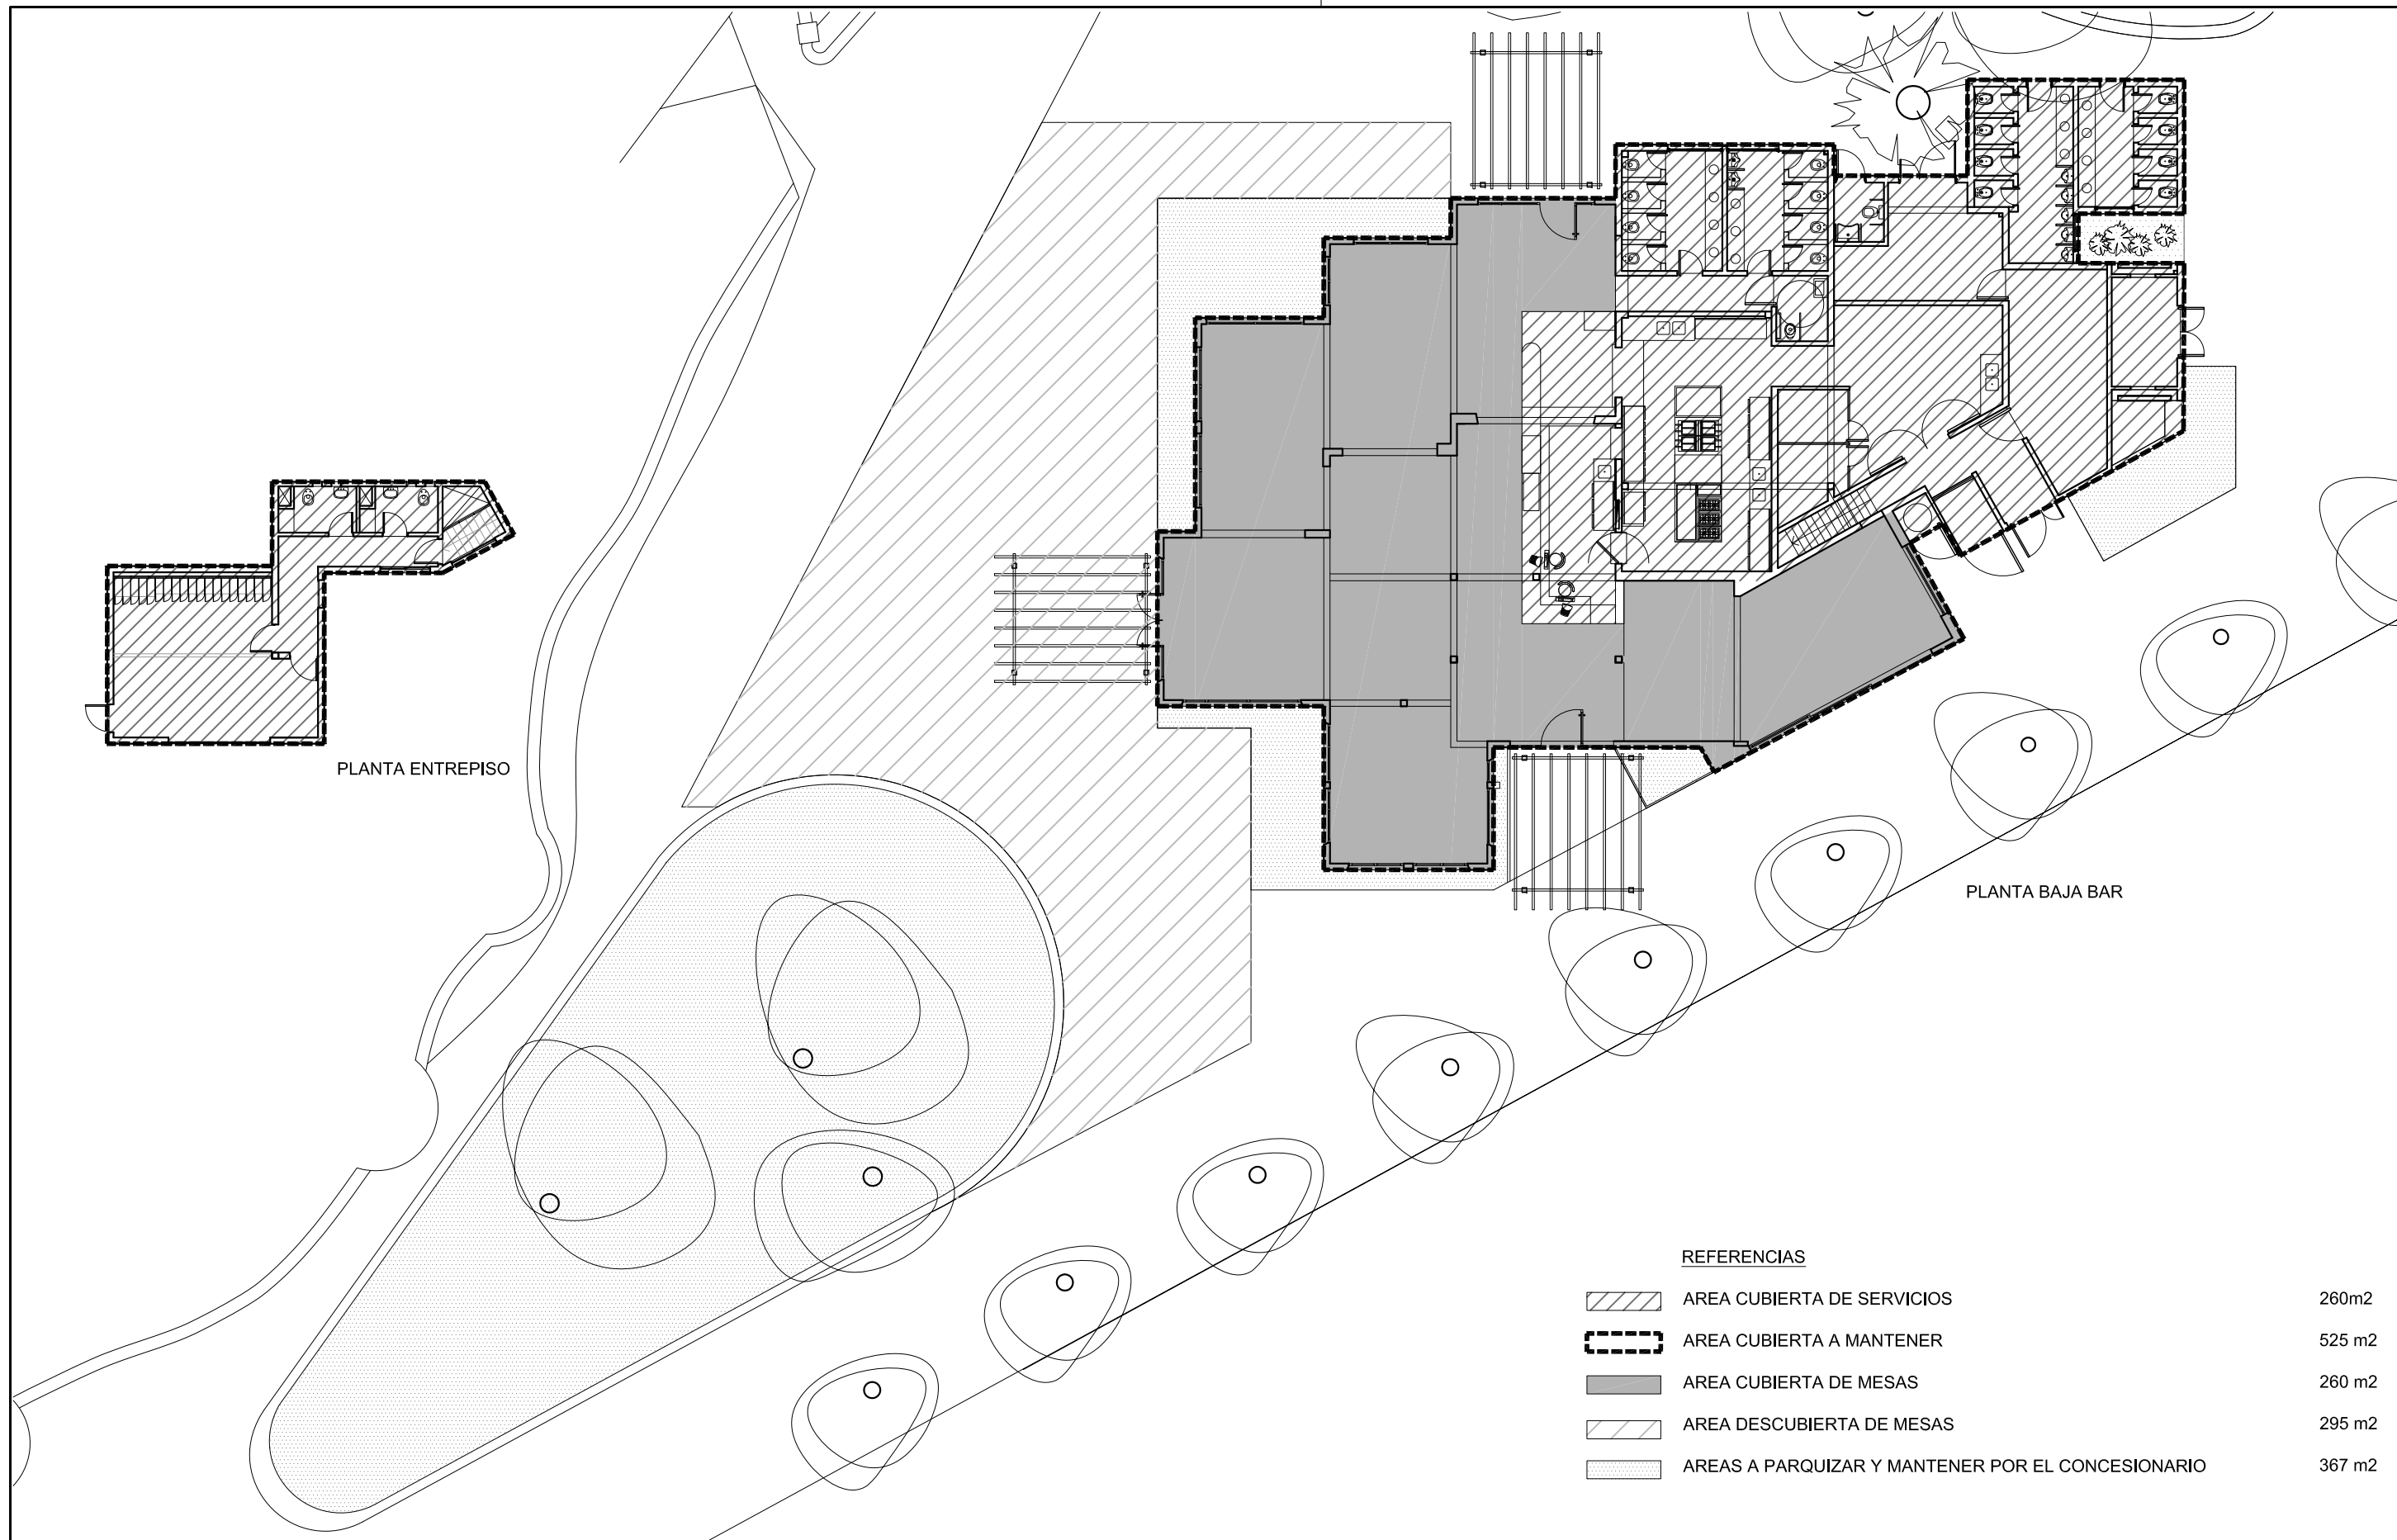 PLANTA ENTREPISO
PLANTA BAJA BAR
REFERENCIAS
AREA CUBIERTA DE SERVICIOS 260m2
AREA CUBIERTA A MANTENER 525 m2
AREA CUBIERTA DE MESAS 260 m2
AREA DESCUBIERTA DE MESAS 295 m2
AREAS A PARQUIZAR Y MANTENER POR EL CONCESIONARIO 367 m2